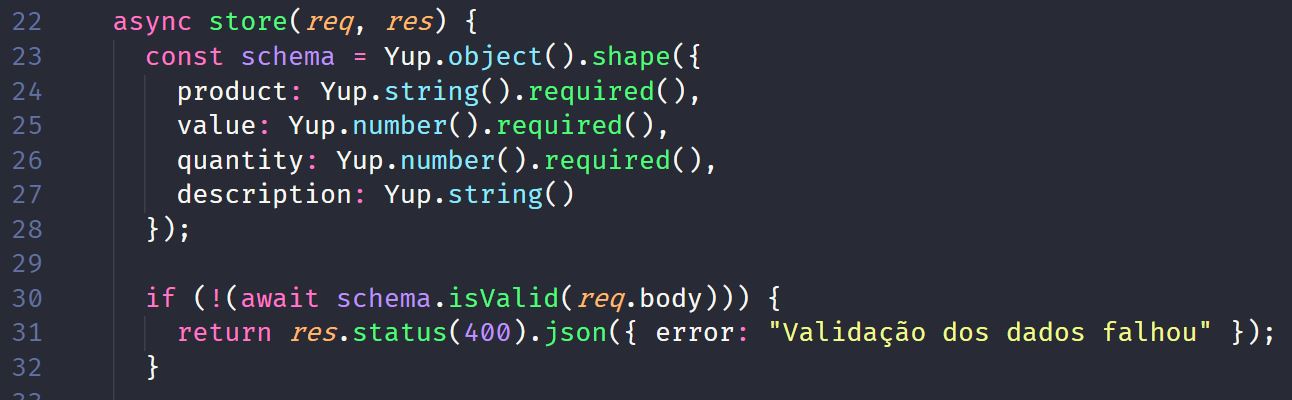 22 async store(req, res) {
23 const schema = Yup.object().shape({
24 product: Yup.string().required(),
25 value: Yup.number().required(),
26 quantity: Yup.number().required(),
27 description: Yup.string()
28 });
29
30 if (!(await schema.isValid(req.body))) {
31 return res.status(400).json({ error: "Validação dos dados falhou" });
32 }
33